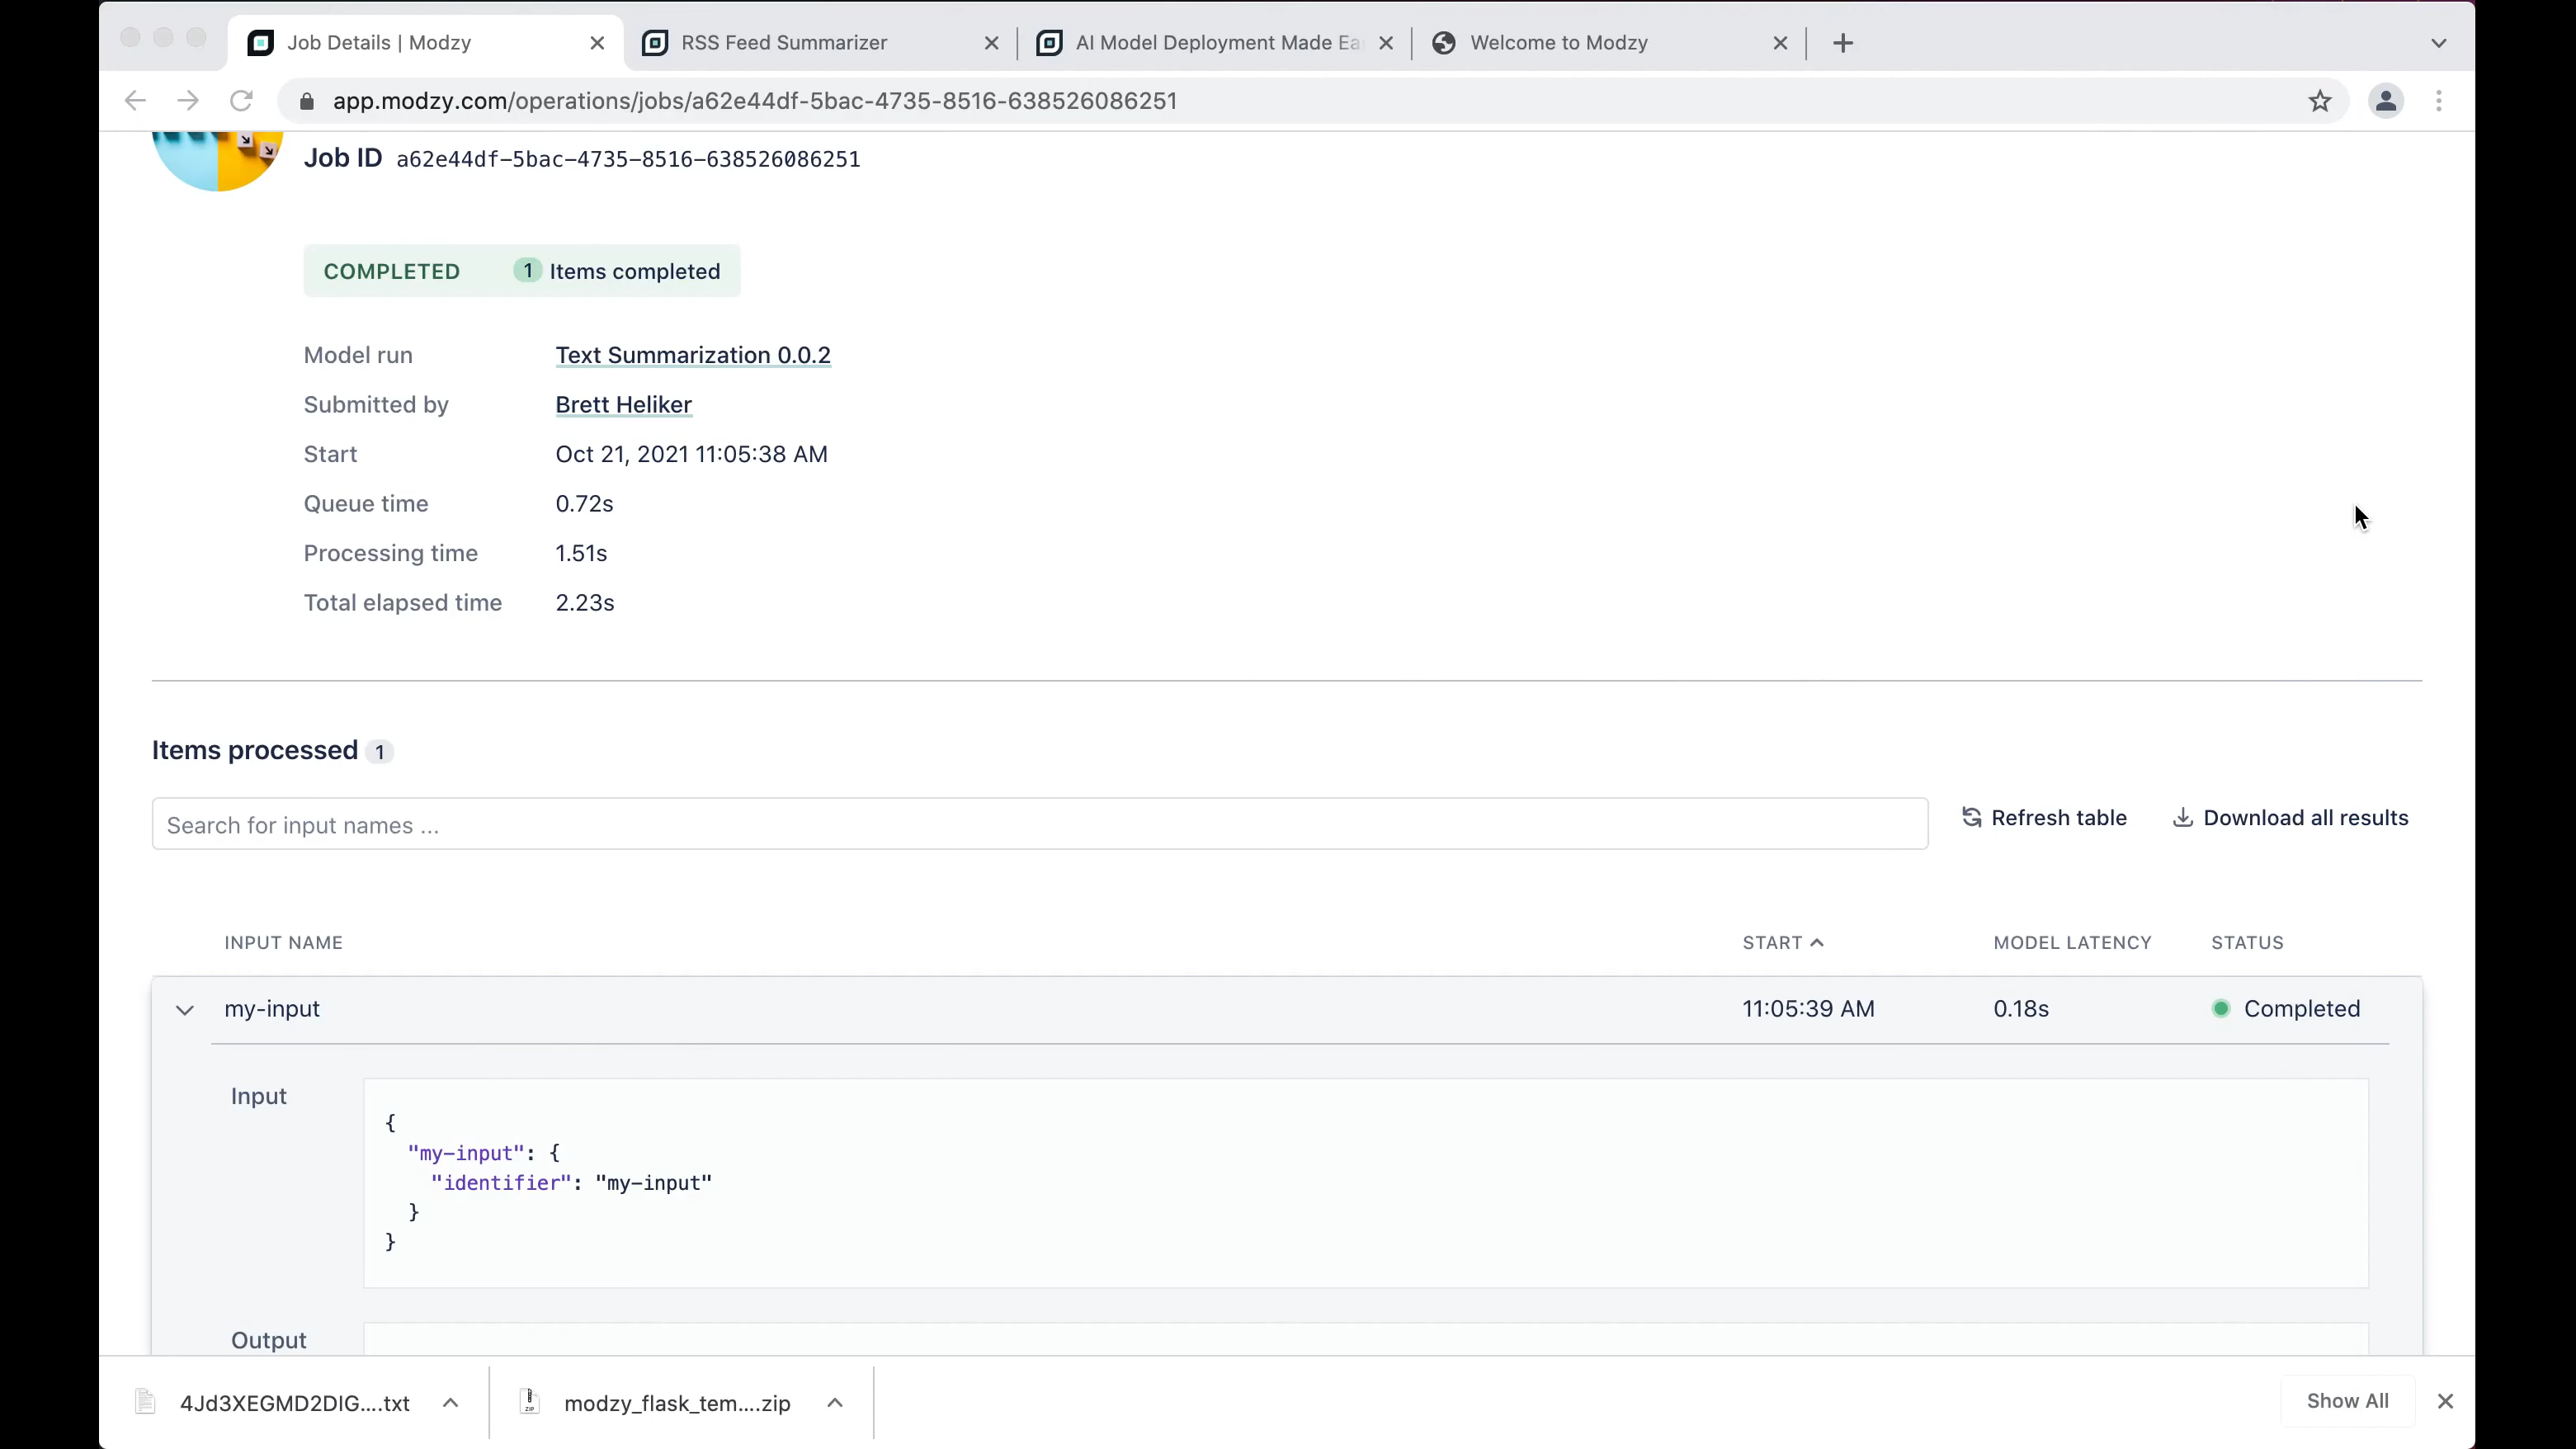 Job Details | Modzy
RSS Feed Summarizer
AI Model Deployment Made Ea
Welcome to Modzy
app.modzy.com/operations/jobs/a62e44df-5bac-4735-8516-638526086251
Job ID a62e44df-5bac-4735-8516-638526086251
COMPLETED 1 Items completed
Model run Text Summarization 0.0.2
Submitted by Brett Heliker
Start Oct 21, 2021 11:05:38 AM
Queue time 0.72s
Processing time 1.51s
Total elapsed time 2.23s
Items processed 1
Search for input names ...
Refresh table
Download all results
INPUT NAME START MODEL LATENCY STATUS
my-input 11:05:39 AM 0.18s Completed
Input
{
"my-input": {
"identifier": "my-input"
}
}
Output
4Jd3XEGMD2DIG....txt
modzy_flask_tem....zip
Show All